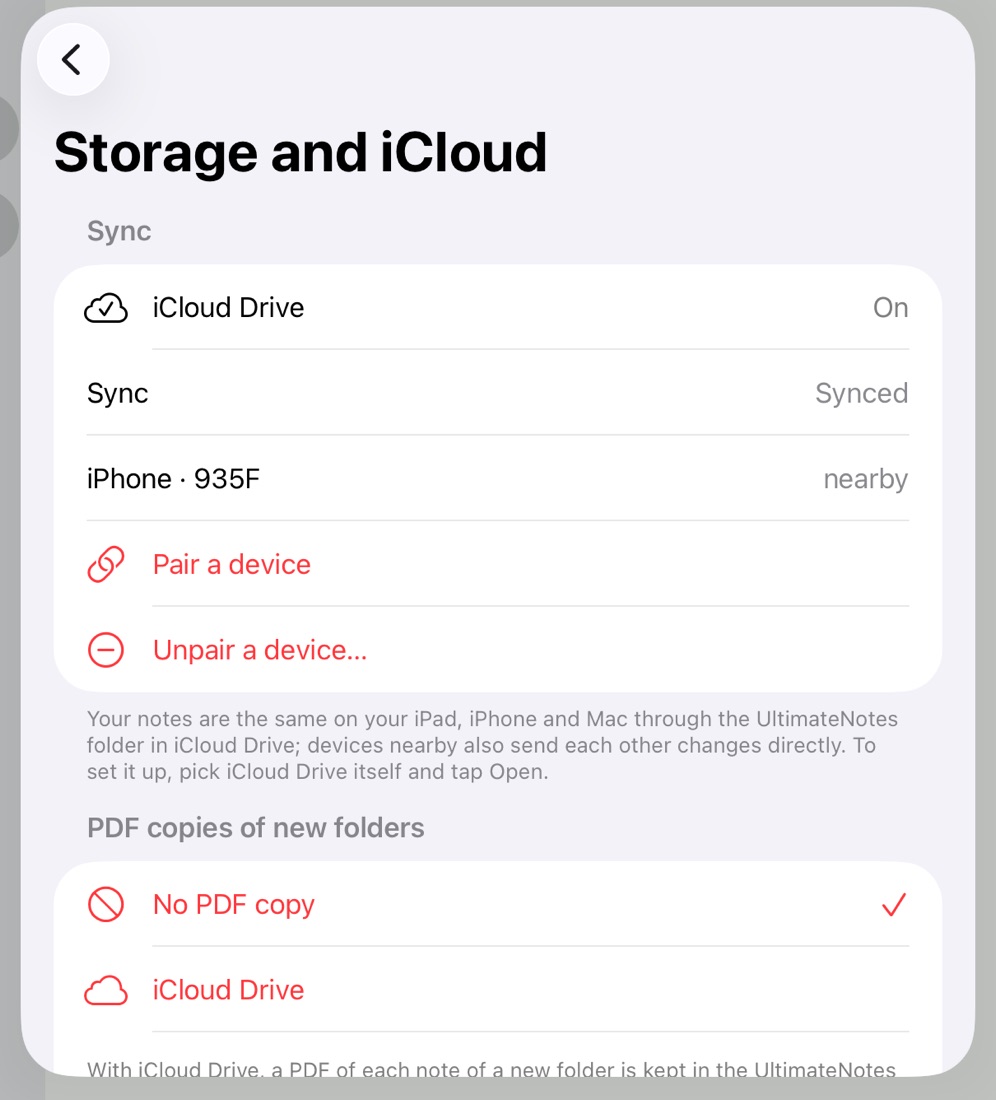 Storage and iCloud
Sync
iCloud Drive On
Sync Synced
iPhone · 935F nearby
Pair a device
Unpair a device...
Your notes are the same on your iPad, iPhone and Mac through the UltimateNotes
folder in iCloud Drive; devices nearby also send each other changes directly. To
set it up, pick iCloud Drive itself and tap Open.
PDF copies of new folders
No PDF copy
iCloud Drive
With iCloud Drive, a PDF of each note of a new folder is kept in the UltimateNotes